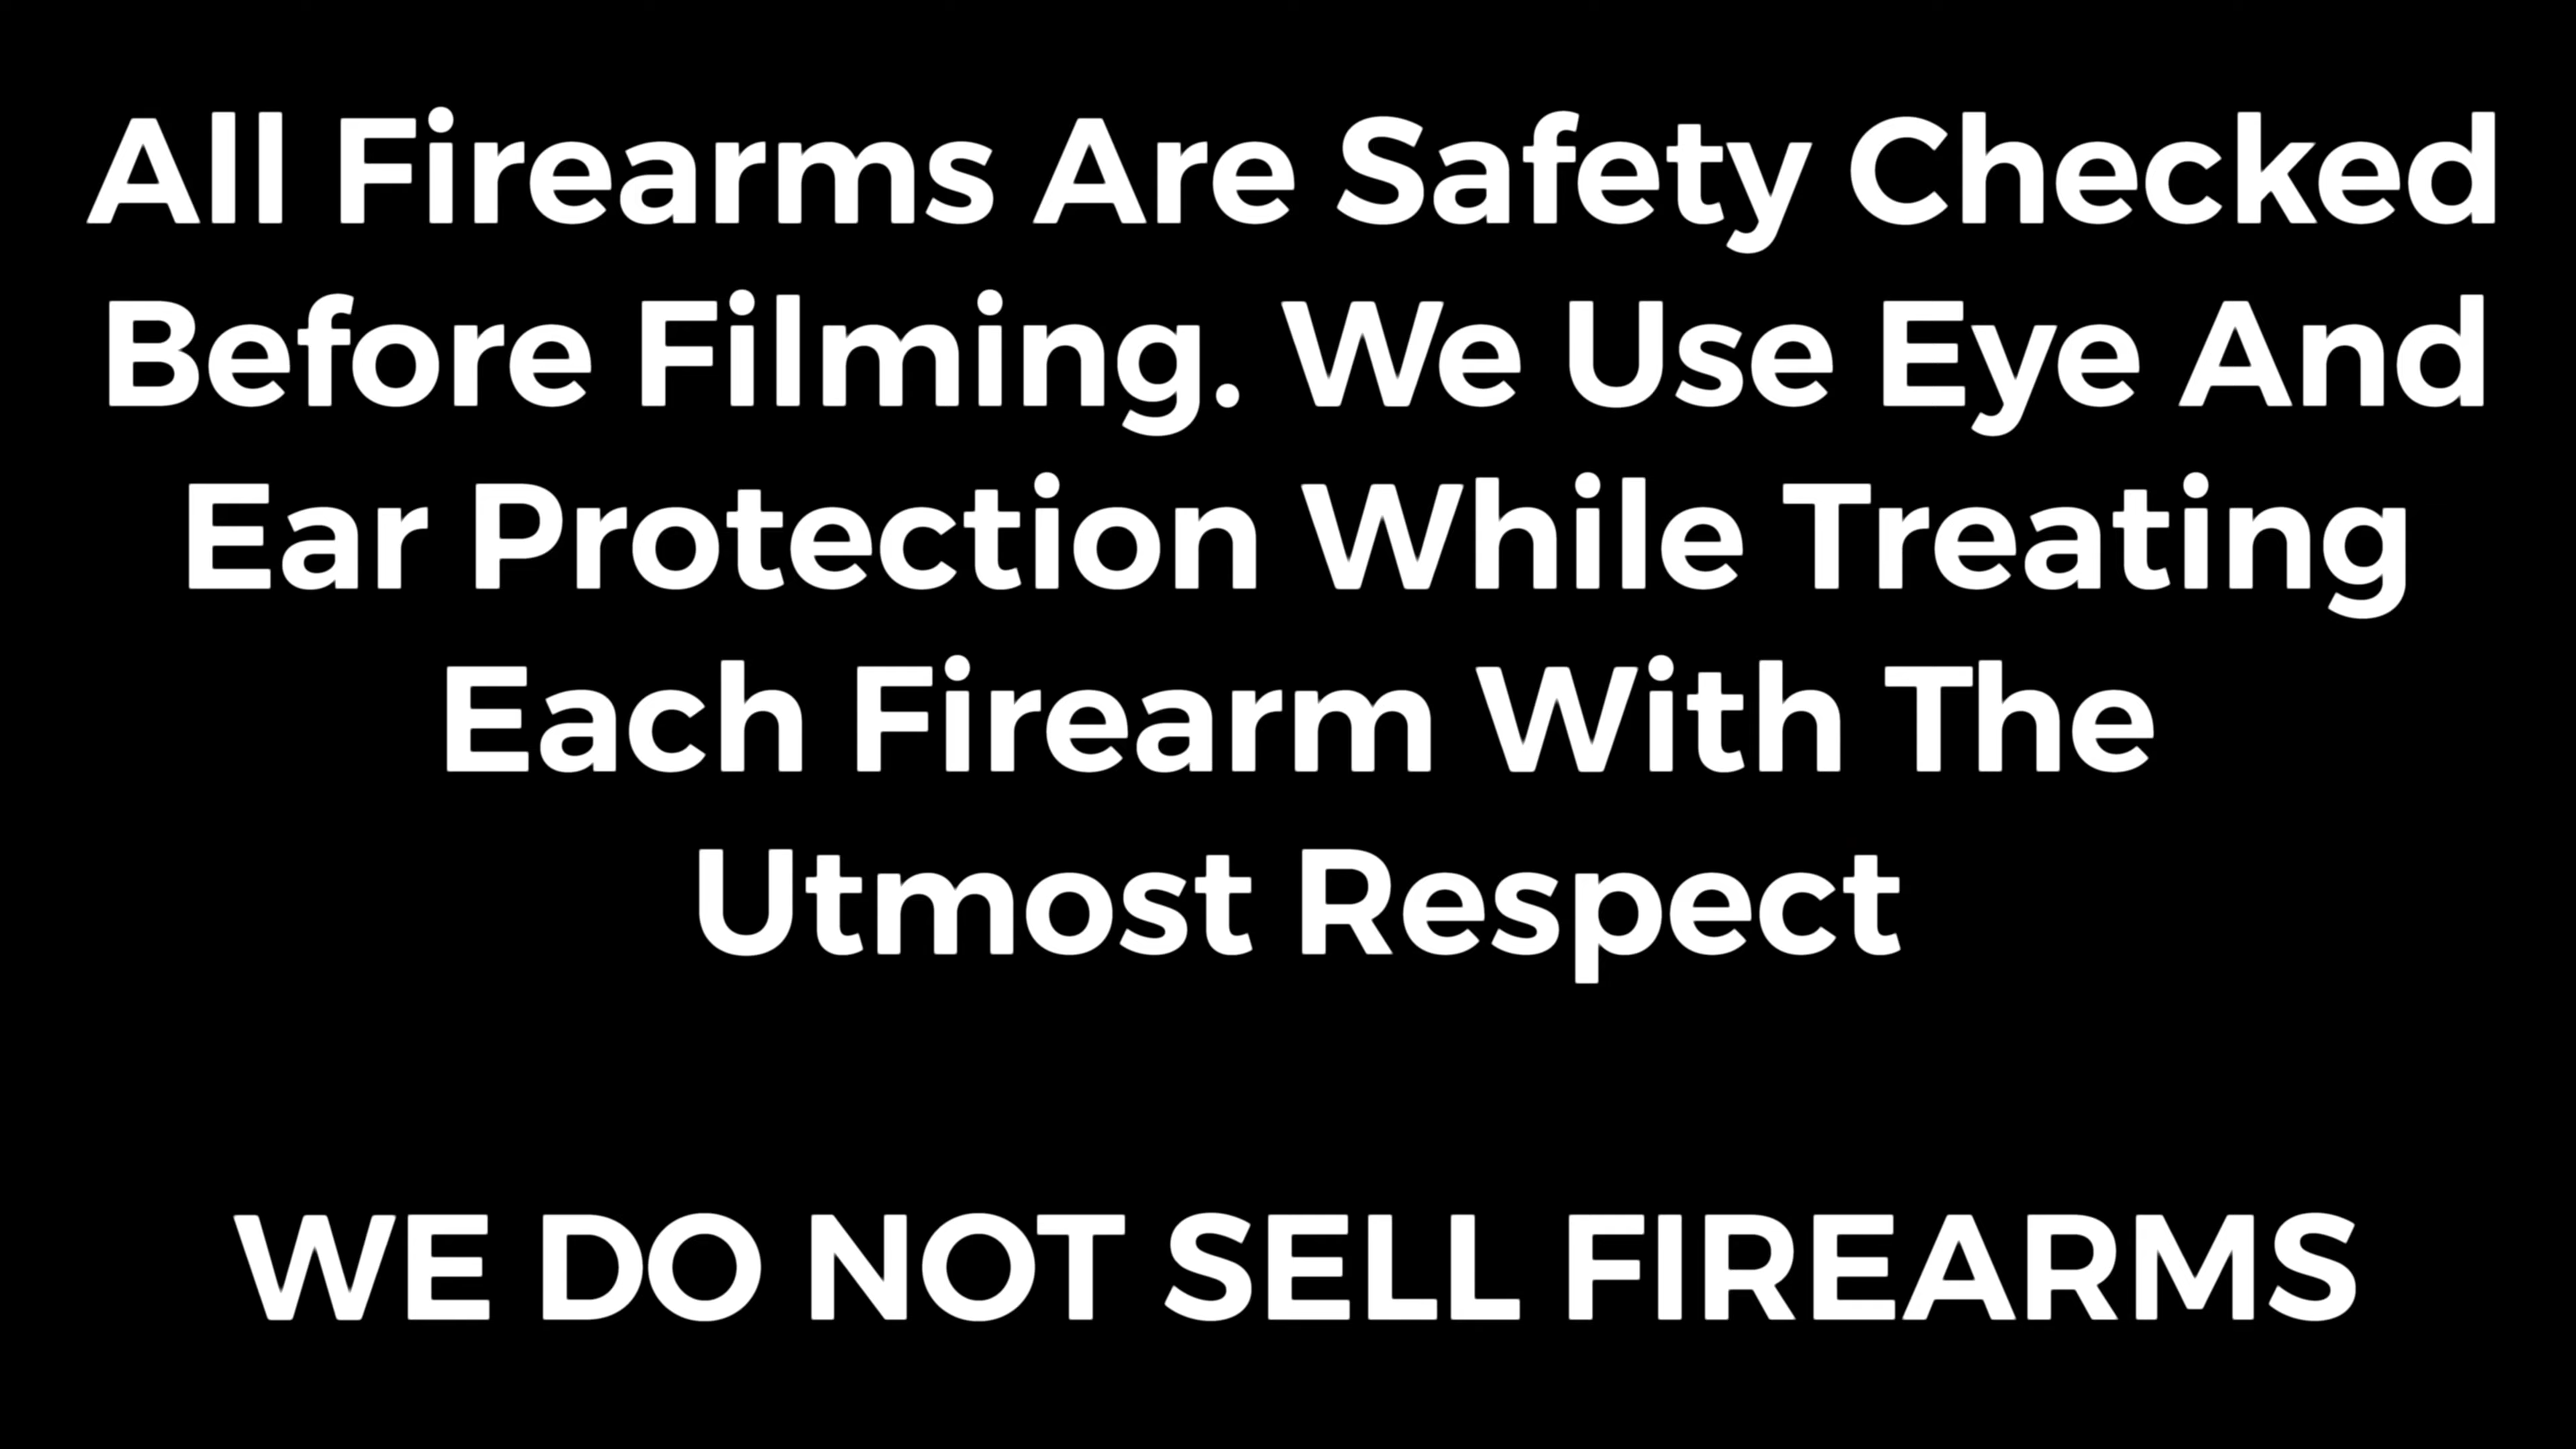 All Firearms Are Safety Checked
Before Filming. We Use Eye And
Ear Protection While Treating
Each Firearm With The
Utmost Respect
WE DO NOT SELL FIREARMS